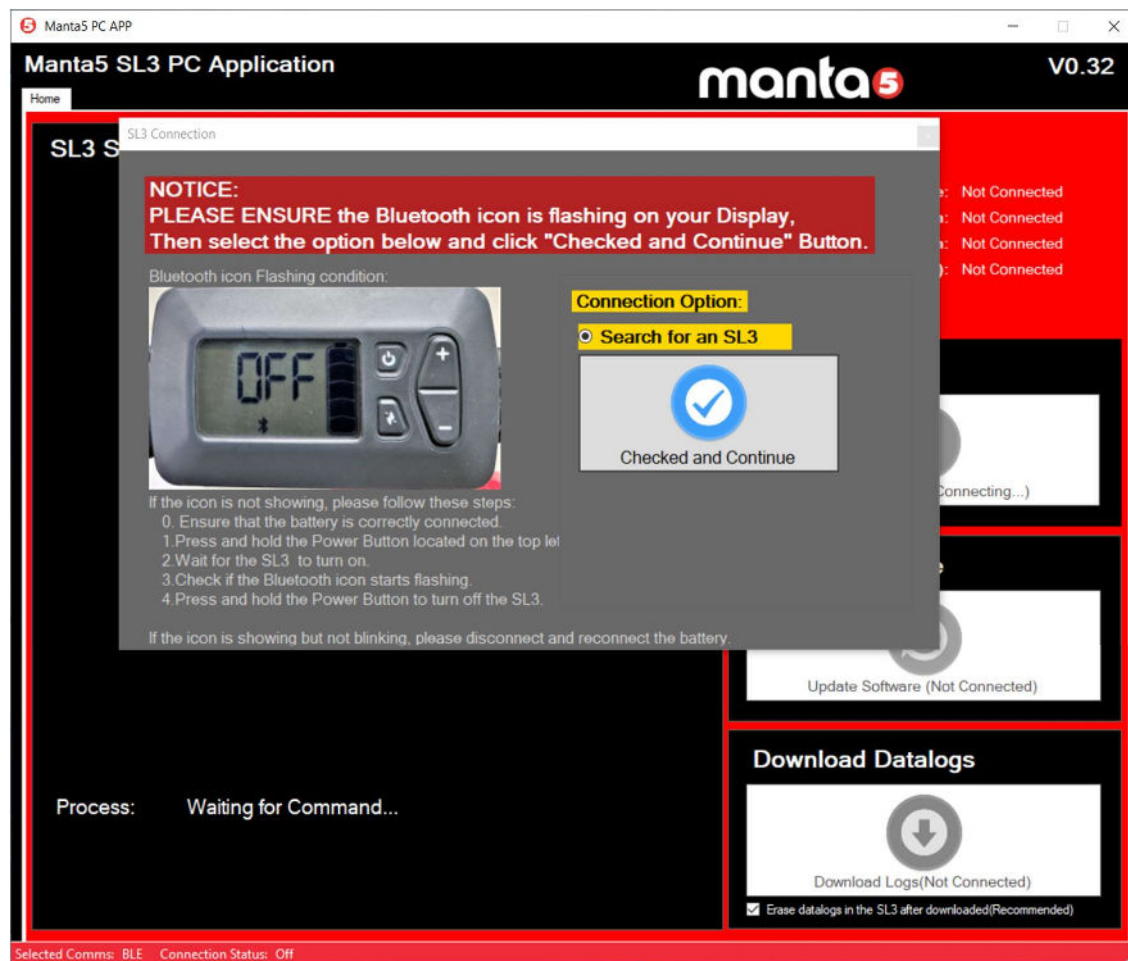 Manta5 PC APP
Manta5 SL3 PC Application
manta5
V0.32
Home
SL3 S
SL3 Connection
NOTICE:
PLEASE ENSURE the Bluetooth icon is flashing on your Display,
Then select the option below and click "Checked and Continue" Button.
e: Not Connected
Not Connected
Not Connected
): Not Connected
Bluetooth icon Flashing condition:
OFF
Connection Option:
Search for an SL3
Checked and Continue
If the icon is not showing, please follow these steps:
0. Ensure that the battery is correctly connected.
1.Press and hold the Power Button located on the top lef
2.Wait for the SL3 to turn on.
3.Check if the Bluetooth icon starts flashing.
4.Press and hold the Power Button to turn off the SL3.
If the icon is showing but not blinking, please disconnect and reconnect the battery.
Connecting...)
e
Update Software (Not Connected)
Download Datalogs
Download Logs(Not Connected)
Erase datalogs in the SL3 after downloaded(Recommended)
Process: Waiting for Command...
Selected Comms: BLE Connection Status: Off